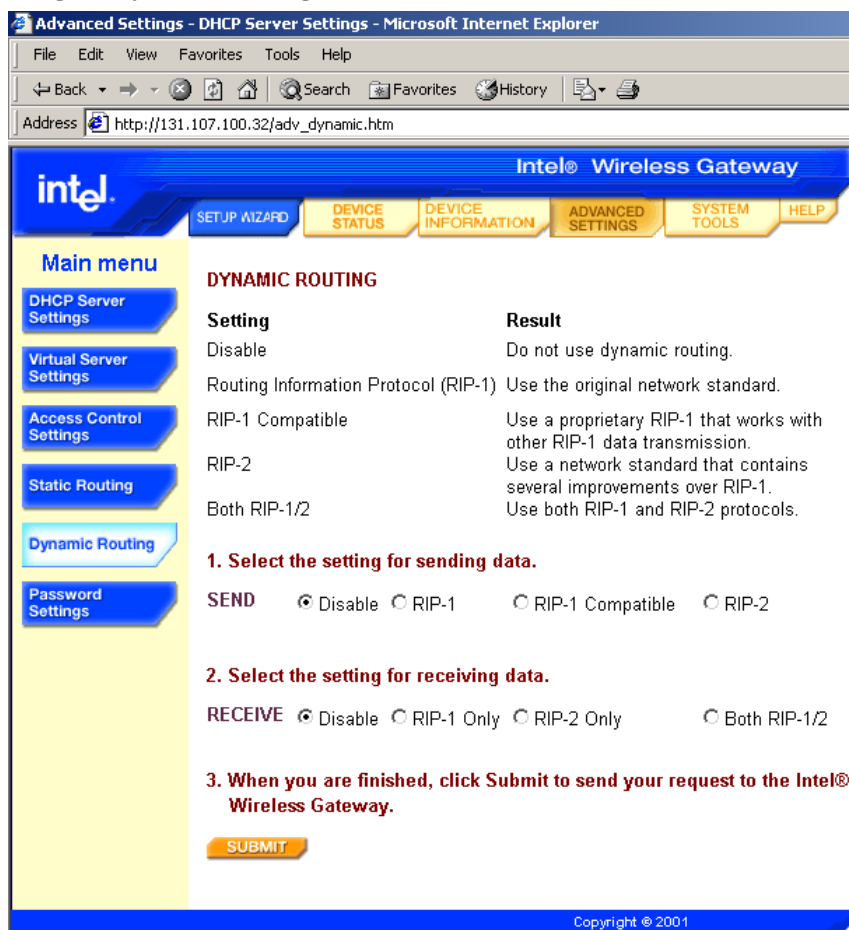 Advanced Settings - DHCP Server Settings - Microsoft Internet Explorer
File Edit View Favorites Tools Help
Back Search Favorites History
Address http://131.107.100.32/adv_dynamic.htm
intel.
Intel® Wireless Gateway
SETUP WIZARD DEVICE STATUS DEVICE INFORMATION ADVANCED SETTINGS SYSTEM TOOLS HELP
Main menu
DHCP Server
Settings
Virtual Server
Settings
Access Control
Settings
Static Routing
Dynamic Routing
Password
Settings
DYNAMIC ROUTING
Setting Result
Disable Do not use dynamic routing.
Routing Information Protocol (RIP-1) Use the original network standard.
RIP-1 Compatible Use a proprietary RIP-1 that works with
other RIP-1 data transmission.
RIP-2 Use a network standard that contains
several improvements over RIP-1.
Both RIP-1/2 Use both RIP-1 and RIP-2 protocols.
1. Select the setting for sending data.
SEND Disable RIP-1 RIP-1 Compatible RIP-2
2. Select the setting for receiving data.
RECEIVE Disable RIP-1 Only RIP-2 Only Both RIP-1/2
3. When you are finished, click Submit to send your request to the Intel®
Wireless Gateway.
SUBMIT
Copyright © 2001